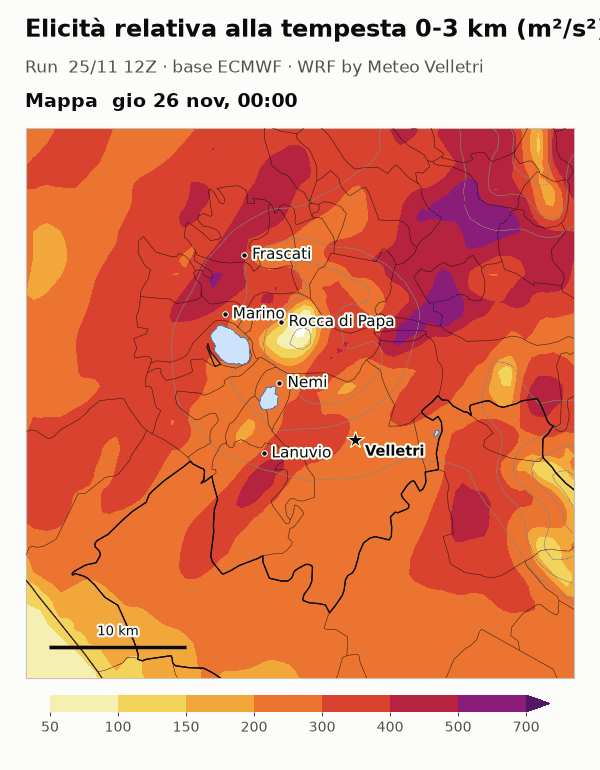 Elicità relativa alla tempesta 0-3 km (m²/s²)
Run 25/11 12Z · base ECMWF · WRF by Meteo Velletri
Mappa gio 26 nov, 00:00
Frascati
Marino
Rocca di Papa
Nemi
Velletri
Lanuvio
10 km
50 100 150 200 300 400 500 700